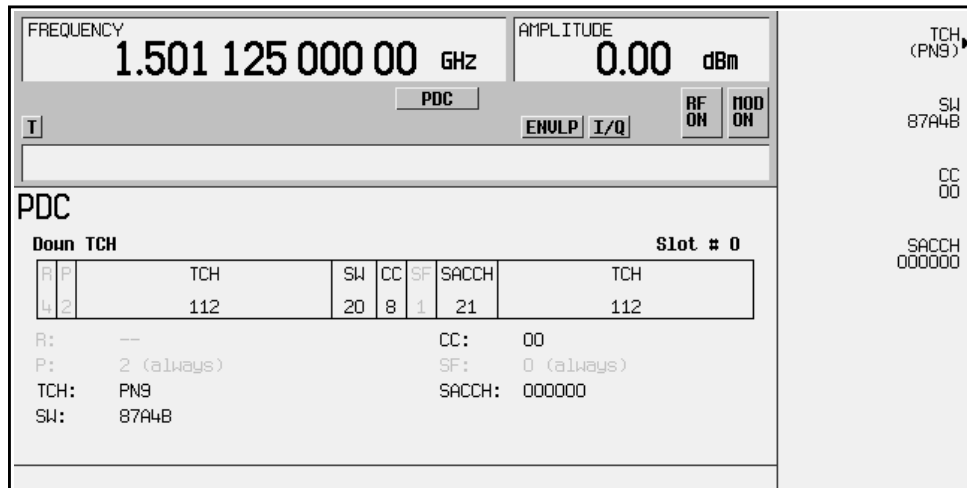 FREQUENCY
1.501 125 000 00 GHz
AMPLITUDE
0.00 dBm
PDC
RF ON
MOD ON
T
ENVLP I/Q
PDC
Down TCH Slot # 0
R P TCH SW CC SF SACCH TCH
4 2 112 20 8 1 21 112
R: -- CC: 00
P: 2 (always) SF: 0 (always)
TCH: PN9 SACCH: 000000
SW: 87A4B
TCH
(PN9)
SW
87A4B
CC
00
SACCH
000000